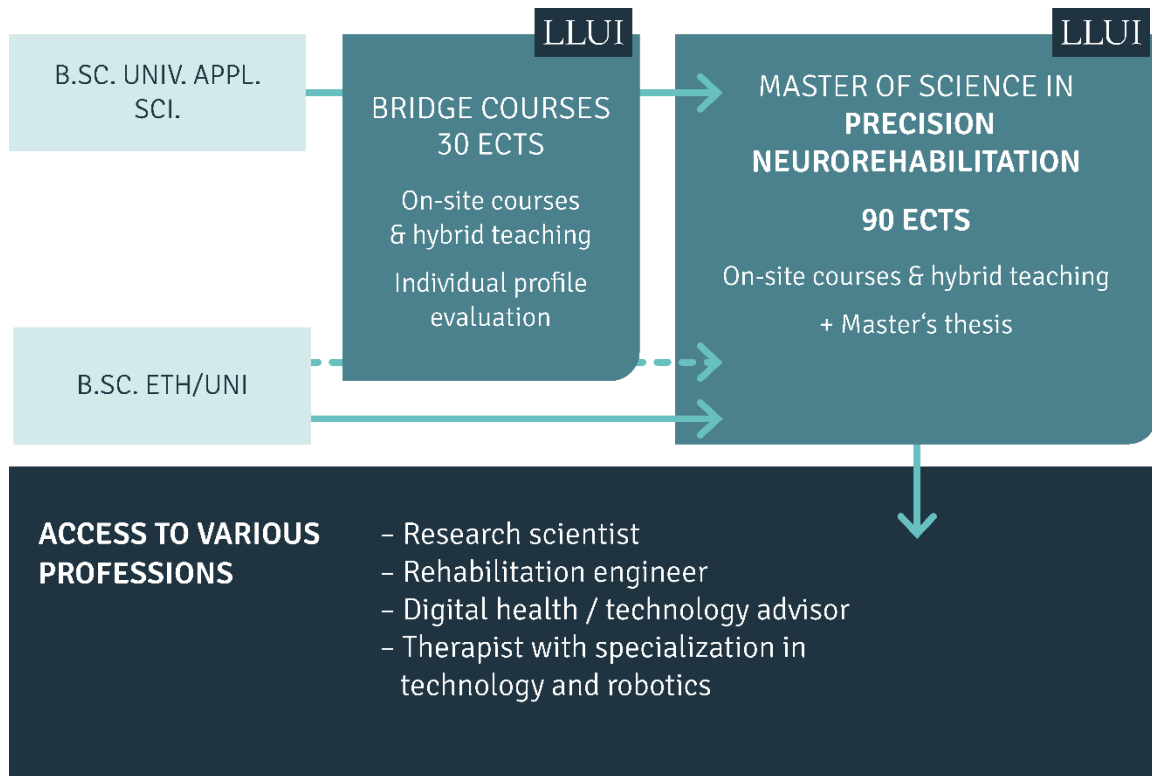 B.SC. UNIV. APPL.
SCI.
LLUI
BRIDGE COURSES
30 ECTS
On-site courses
& hybrid teaching
Individual profile
evaluation
LLUI
MASTER OF SCIENCE IN
PRECISION
NEUROREHABILITATION
90 ECTS
On-site courses & hybrid teaching
+ Master‘s thesis
B.SC. ETH/UNI
ACCESS TO VARIOUS
PROFESSIONS
– Research scientist
– Rehabilitation engineer
– Digital health / technology advisor
– Therapist with specialization in
technology and robotics